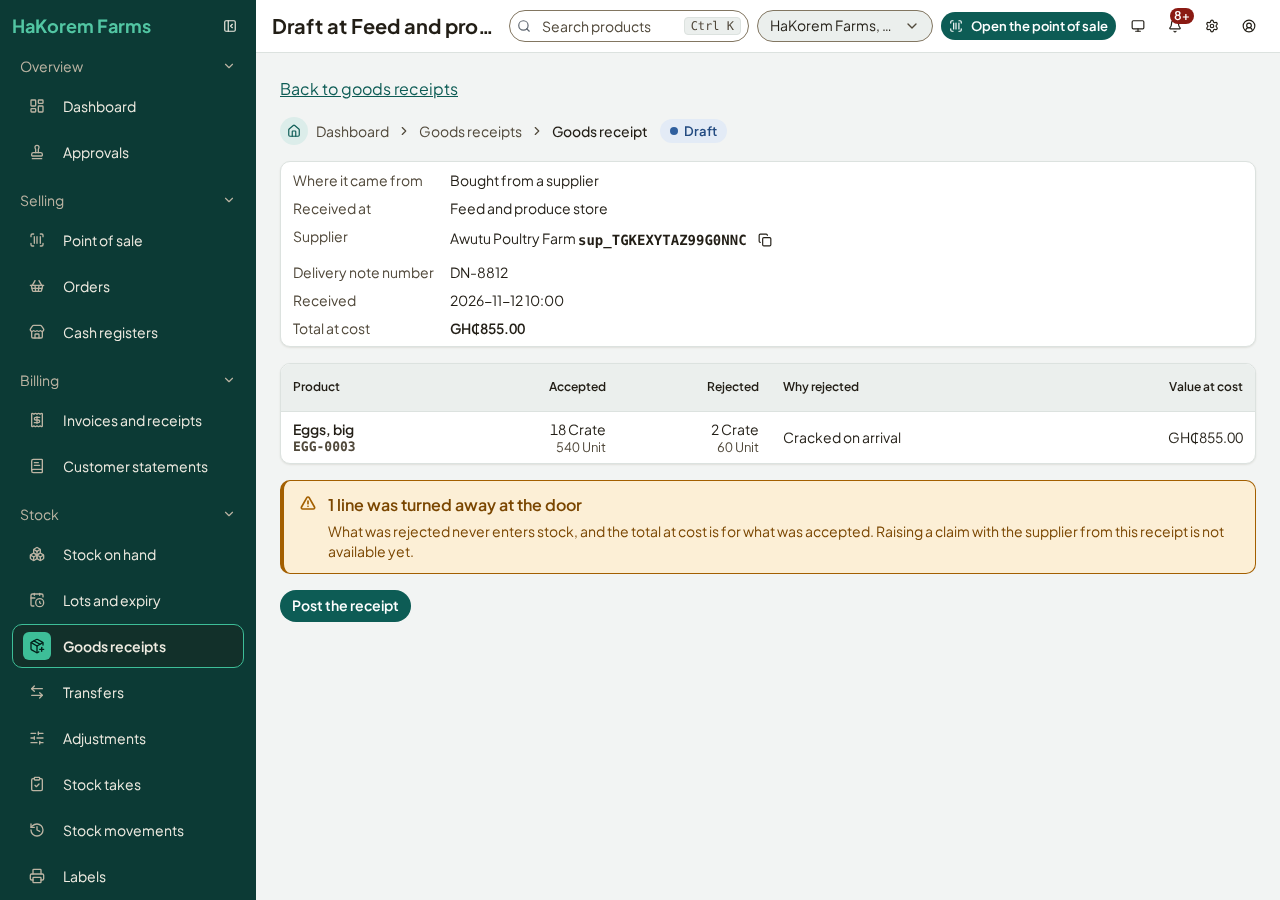 HaKorem Farms
Draft at Feed and pro...
Search products
Ctrl K
HaKorem Farms, ...
Open the point of sale
8+
Overview
Dashboard
Approvals
Selling
Point of sale
Orders
Cash registers
Billing
Invoices and receipts
Customer statements
Stock
Stock on hand
Lots and expiry
Goods receipts
Transfers
Adjustments
Stock takes
Stock movements
Labels
Back to goods receipts
Dashboard > Goods receipts > Goods receipt Draft
Where it came from Bought from a supplier
Received at Feed and produce store
Supplier Awutu Poultry Farm sup_TGKEXYTAZ99G0NNC
Delivery note number DN-8812
Received 2026-11-12 10:00
Total at cost GH₵855.00
Product Accepted Rejected Why rejected Value at cost
Eggs, big 18 Crate 2 Crate Cracked on arrival GH₵855.00
EGG-0003 540 Unit 60 Unit
1 line was turned away at the door
What was rejected never enters stock, and the total at cost is for what was accepted. Raising a claim with the supplier from this receipt is not
available yet.
Post the receipt